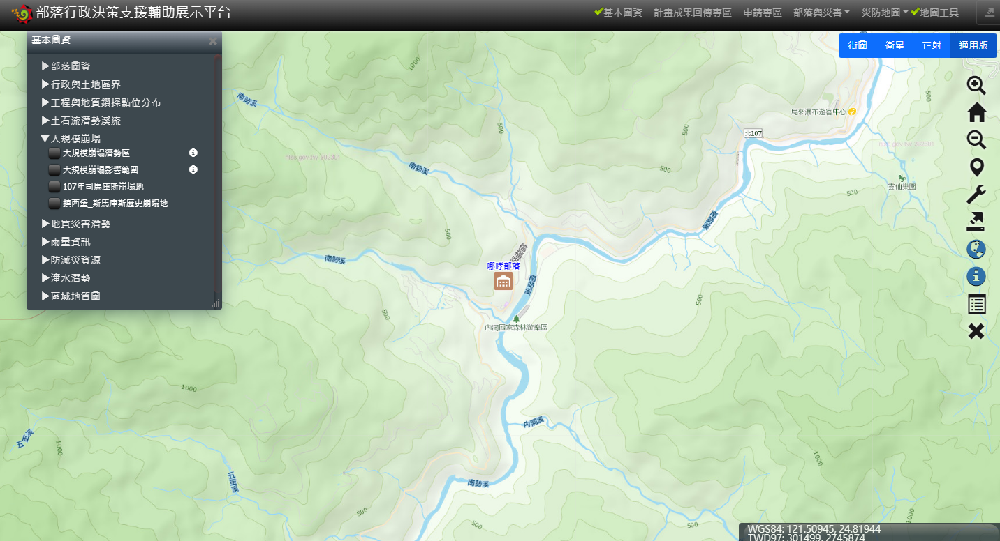 部落行政決策支援輔助展示平台
基本圖資 計畫成果回傳專區 申請專區 部落與災害 災防地圖 地圖工具
基本圖資
街圖 衛星 正射 通用版
▶部落圖資
▶行政與土地區界
▶工程與地質鑽探點位分布
▶土石流潛勢溪流
▼大規模崩塌
大規模崩塌潛勢區
大規模崩塌影響範圍
107年司馬庫斯崩塌地
鎮西堡_斯馬庫斯歷史崩塌地
▶地質災害潛勢
▶雨量資訊
▶防減災資源
▶淹水潛勢
▶區域地質圖
1000
南勢溪
500
500
烏來瀑布遊客中心
500
北107
nlsc.gov.tw 202301
nlsc.gov.tw 202301
南勢溪
500
雲仙樂園
500
南勢溪
500
南勢溪
哪哮部落
南勢溪
500
500
內洞國家森林遊樂區
1000
內洞溪
五重溪
1000
1000
五重溪
南勢溪
500
500
500
1000
WGS84: 121.50945, 24.81944
TWD97: 301499, 2745874